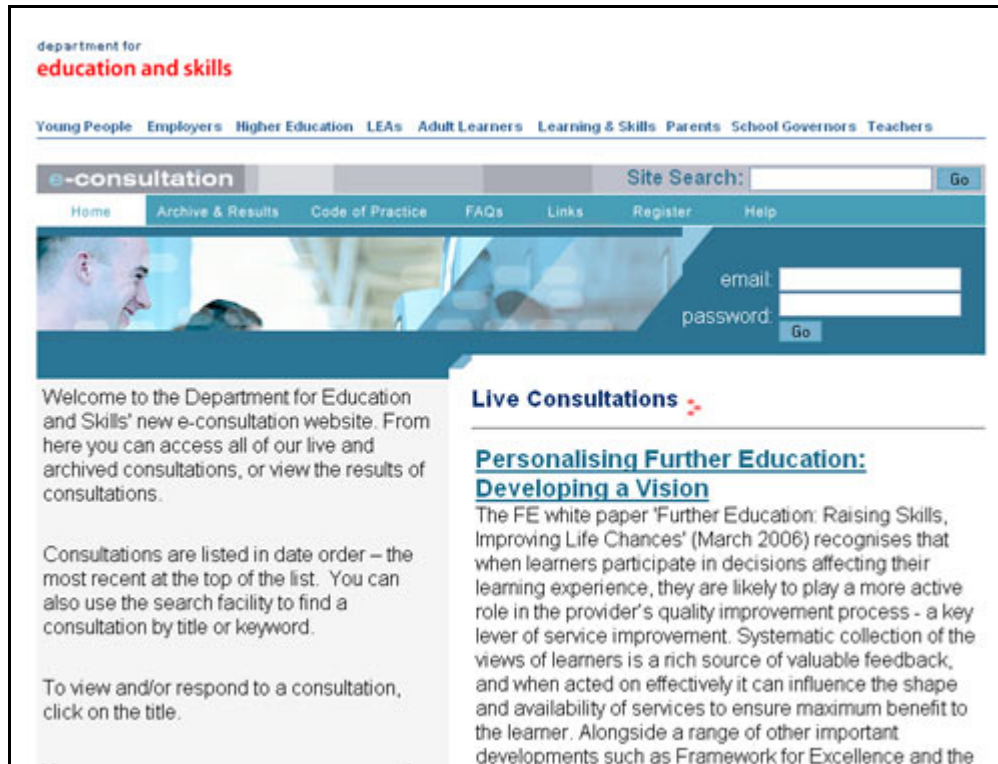 department for
education and skills
Young People Employers Higher Education LEAs Adult Learners Learning & Skills Parents School Governors Teachers
e-consultation
Site Search: Go
Home Archive & Results Code of Practice FAQs Links Register Help
email:
password:
Go
Welcome to the Department for Education
and Skills' new e-consultation website. From
here you can access all of our live and
archived consultations, or view the results of
consultations.
Consultations are listed in date order – the
most recent at the top of the list. You can
also use the search facility to find a
consultation by title or keyword.
To view and/or respond to a consultation,
click on the title.
Live Consultations
Personalising Further Education:
Developing a Vision
The FE white paper 'Further Education: Raising Skills,
Improving Life Chances' (March 2006) recognises that
when learners participate in decisions affecting their
learning experience, they are likely to play a more active
role in the provider's quality improvement process - a key
lever of service improvement. Systematic collection of the
views of learners is a rich source of valuable feedback,
and when acted on effectively it can influence the shape
and availability of services to ensure maximum benefit to
the learner. Alongside a range of other important
developments such as Framework for Excellence and the